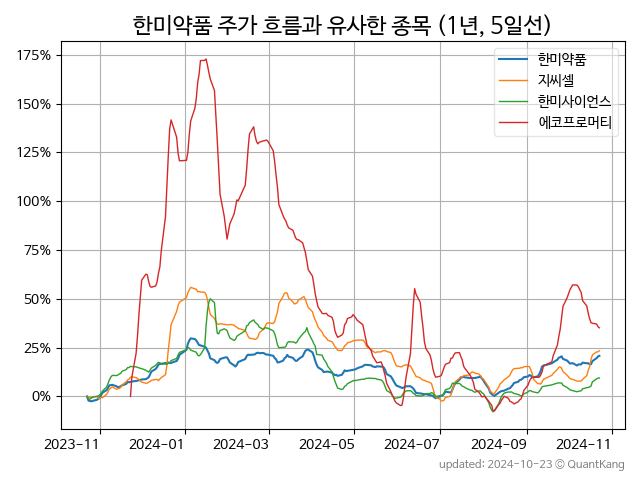 한미약품 주가 흐름과 유사한 종목 (1년, 5일선)
한미약품
지씨셀
한미사이언스
에코프로머티
175%
150%
125%
100%
75%
50%
25%
0%
2023-11
2024-01
2024-03
2024-05
2024-07
2024-09
2024-11
updated: 2024-10-23 © QuantKang